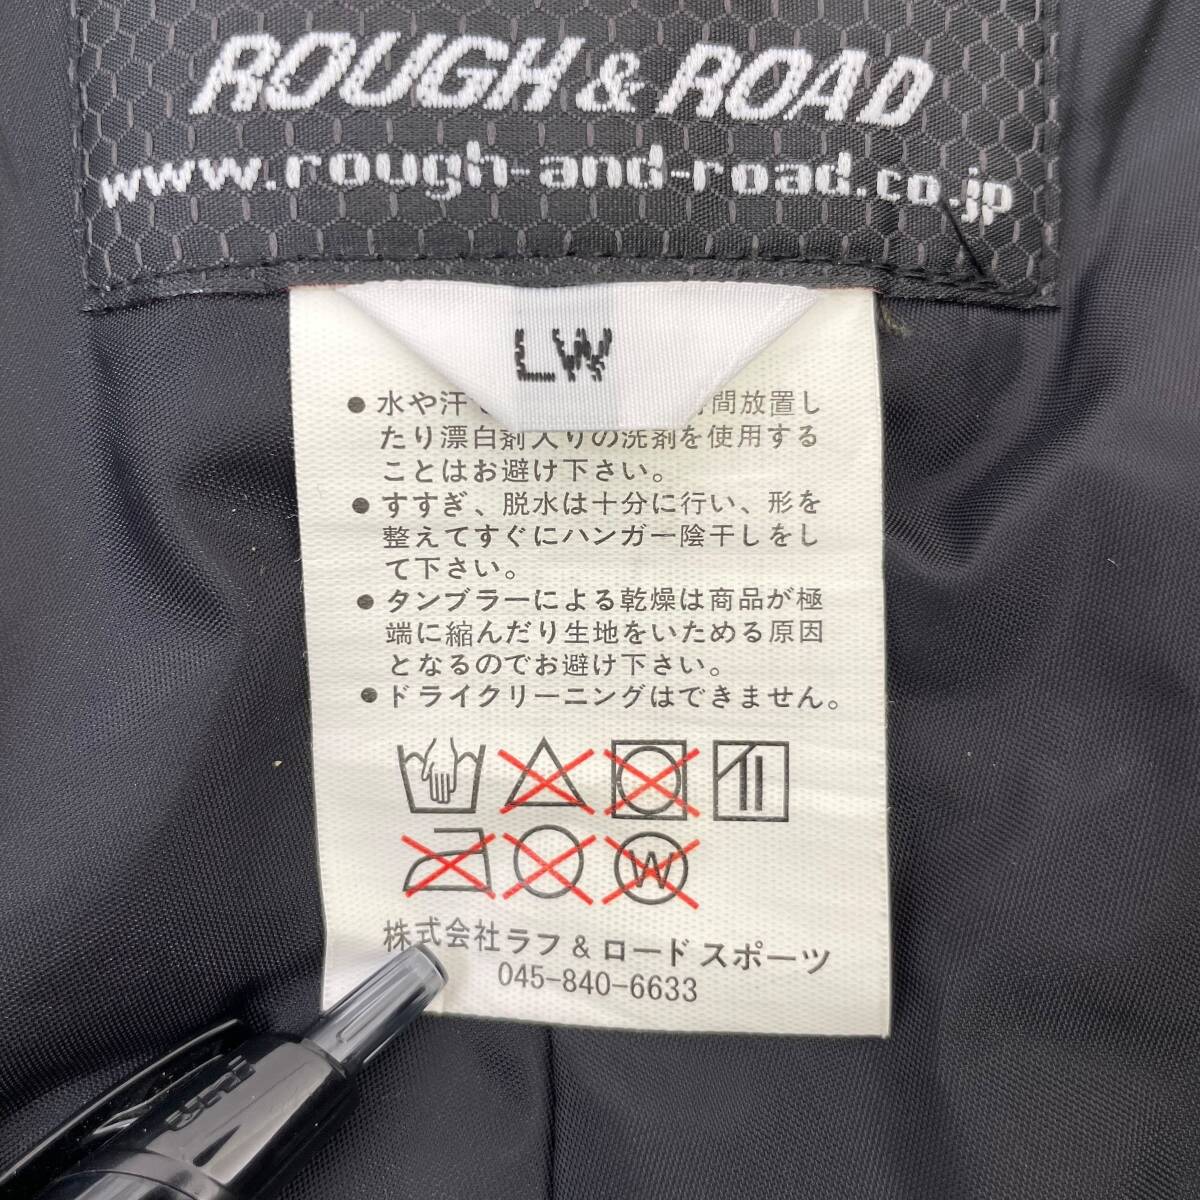 ROUGH & ROAD
www.rough-and-road.co.jp
LW
● 水や汗で 間放置し
たり漂白剤入りの洗剤を使用する
ことはお避け下さい。
● すすぎ、脱水は十分に行い、形を
整えてすぐにハンガー陰干しをし
て下さい。
● タンブラーによる乾燥は商品が極
端に縮んだり生地をいためる原因
となるのでお避け下さい。
● ドライクリーニングはできません。
W
株式会社ラフ&ロードスポーツ
045-840-6633
uni